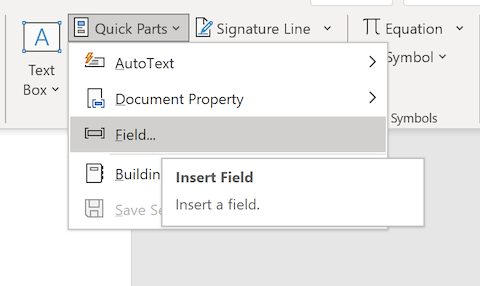 Quick Parts
Signature Line
Equation
Text
Box
AutoText
Symbol
Document Property
Field...
Symbols
Buildin
Insert Field
Save Se
Insert a field.